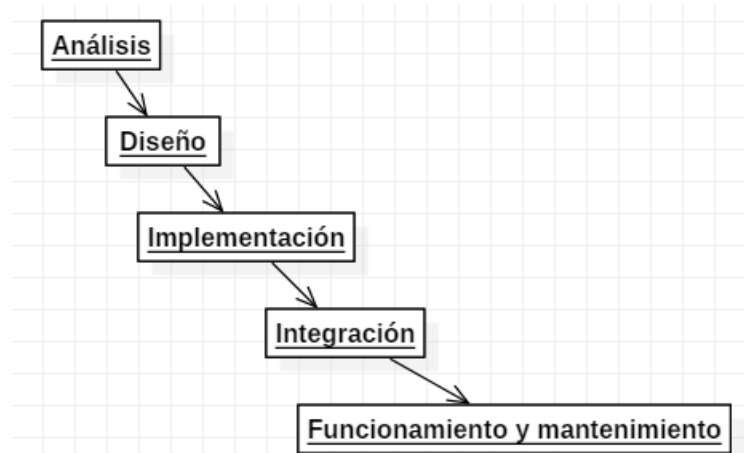 Análisis
Diseño
Implementación
Integración
Funcionamiento y mantenimiento